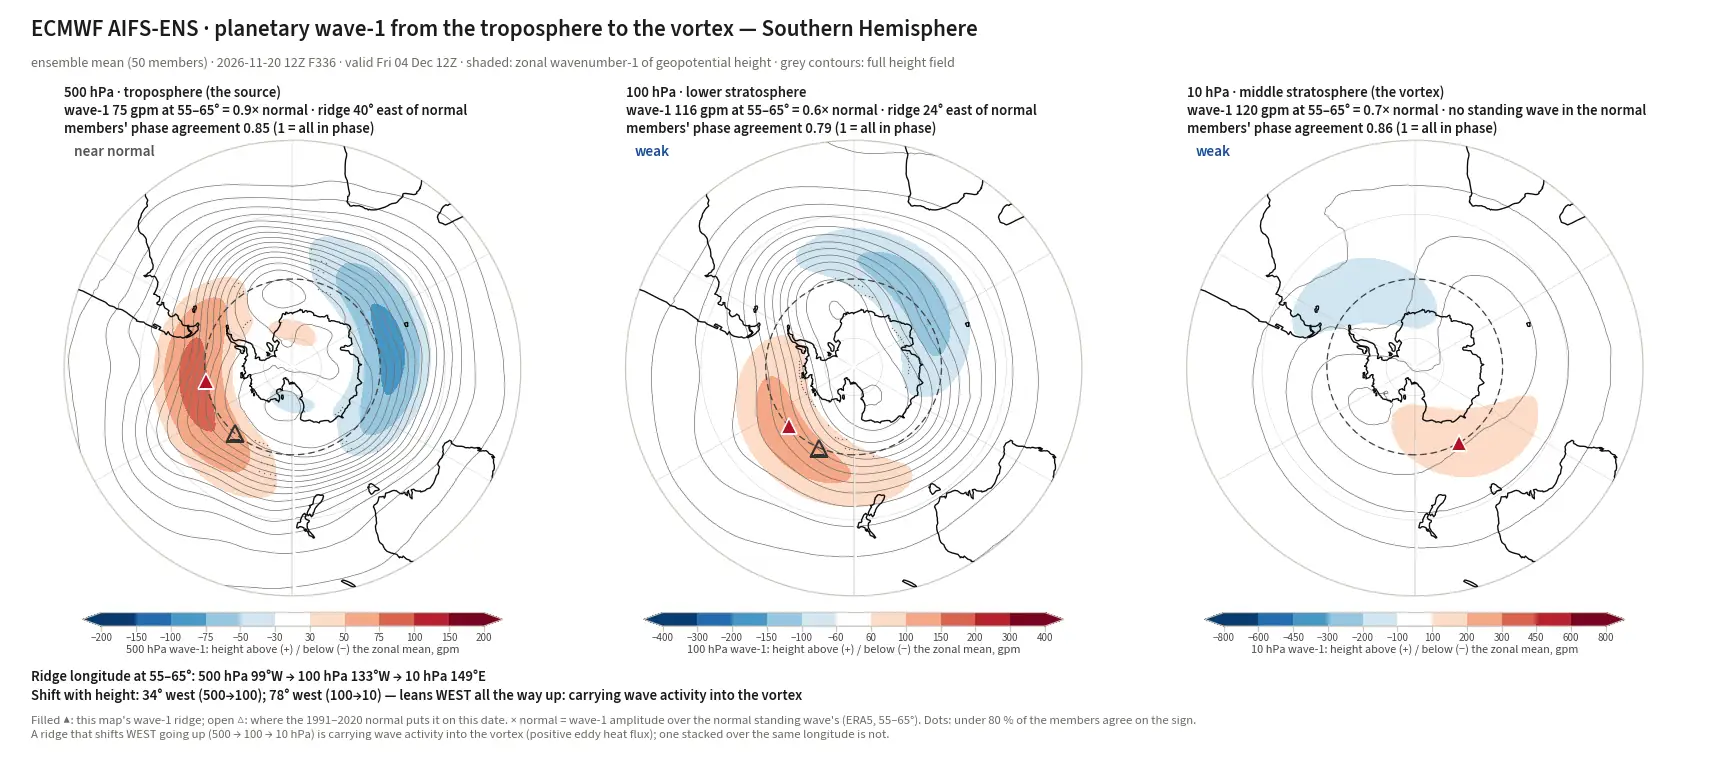 ECMWF AIFS-ENS · planetary wave-1 from the troposphere to the vortex — Southern Hemisphere
ensemble mean (50 members) · 2026-11-20 12Z F336 · valid Fri 04 Dec 12Z · shaded: zonal wavenumber-1 of geopotential height · grey contours: full height field
500 hPa · troposphere (the source)
wave-1 75 gpm at 55–65° = 0.9× normal · ridge 40° east of normal
members' phase agreement 0.85 (1 = all in phase)
near normal
100 hPa · lower stratosphere
wave-1 116 gpm at 55–65° = 0.6× normal · ridge 24° east of normal
members' phase agreement 0.79 (1 = all in phase)
weak
10 hPa · middle stratosphere (the vortex)
wave-1 120 gpm at 55–65° = 0.7× normal · no standing wave in the normal
members' phase agreement 0.86 (1 = all in phase)
weak
−200 −150 −100 −75 −50 −30 30 50 75 100 150 200
500 hPa wave-1: height above (+) / below (−) the zonal mean, gpm
−400 −300 −200 −150 −100 −60 60 100 150 200 300 400
100 hPa wave-1: height above (+) / below (−) the zonal mean, gpm
−800 −600 −450 −300 −200 −100 100 200 300 450 600 800
10 hPa wave-1: height above (+) / below (−) the zonal mean, gpm
Ridge longitude at 55–65°: 500 hPa 99°W → 100 hPa 133°W → 10 hPa 149°E
Shift with height: 34° west (500→100); 78° west (100→10) — leans WEST all the way up: carrying wave activity into the vortex
Filled ▲: this map's wave-1 ridge; open △: where the 1991–2020 normal puts it on this date. × normal = wave-1 amplitude over the normal standing wave's (ERA5, 55–65°). Dots: under 80 % of the members agree on the sign.
A ridge that shifts WEST going up (500 → 100 → 10 hPa) is carrying wave activity into the vortex (positive eddy heat flux); one stacked over the same longitude is not.